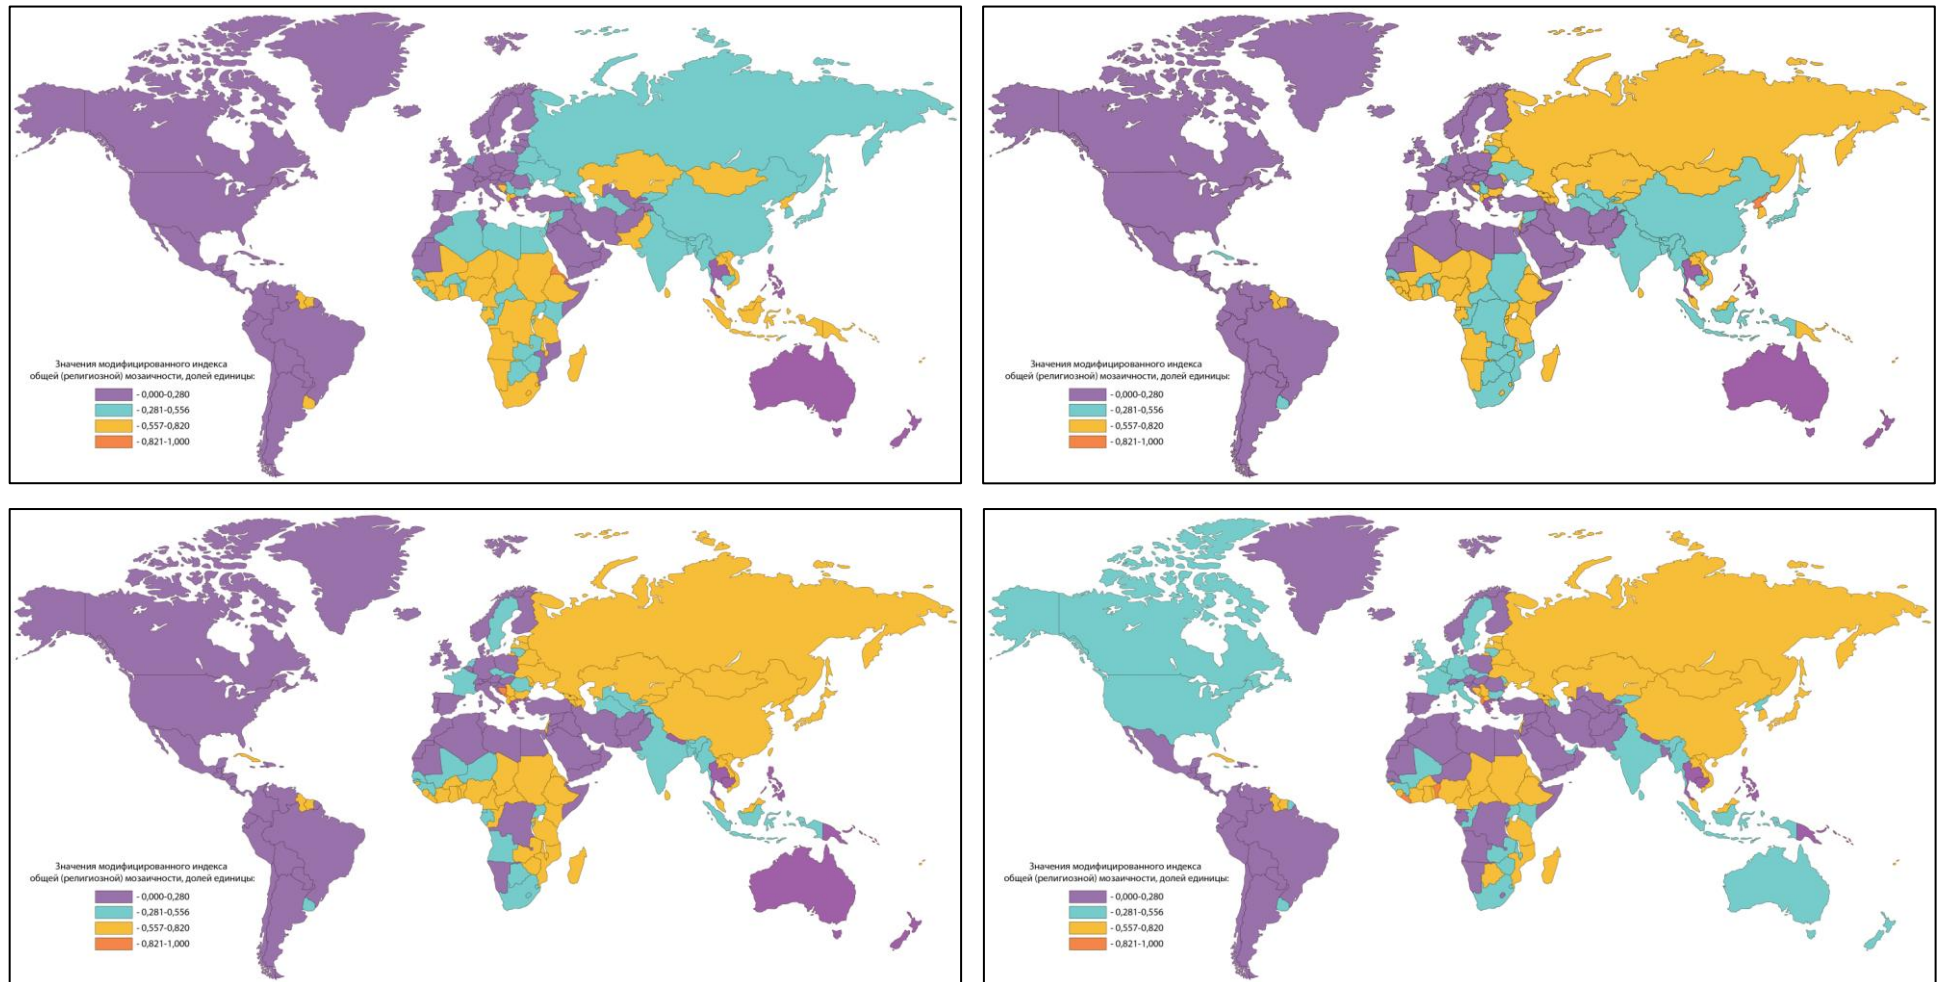 Значения модифицированного индекса
общей (религиозной) мозаичности, долей единицы:
- 0,000-0,280
- 0,281-0,556
- 0,557-0,820
- 0,821-1,000
Значения модифицированного индекса
общей (религиозной) мозаичности, долей единицы:
- 0,000-0,280
- 0,281-0,556
- 0,557-0,820
- 0,821-1,000
Значения модифицированного индекса
общей (религиозной) мозаичности, долей единицы:
- 0,000-0,280
- 0,281-0,556
- 0,557-0,820
- 0,821-1,000
Значения модифицированного индекса
общей (религиозной) мозаичности, долей единицы:
- 0,000-0,280
- 0,281-0,556
- 0,557-0,820
- 0,821-1,000